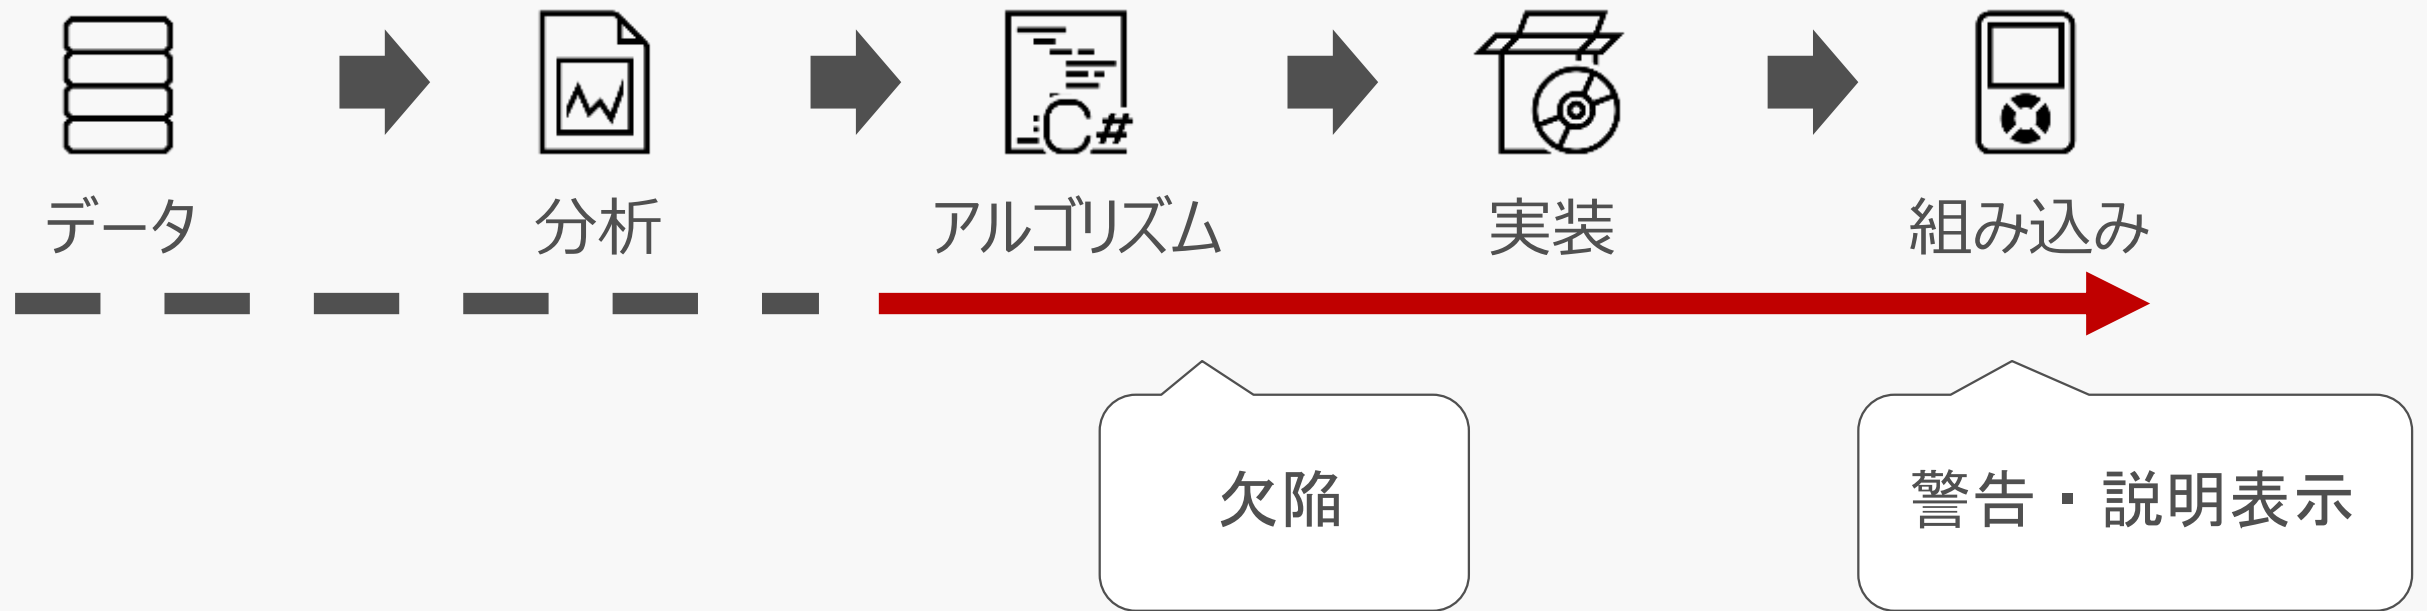 C#
データ
分析
アルゴリズム
実装
組み込み
欠陥
警告・説明表示